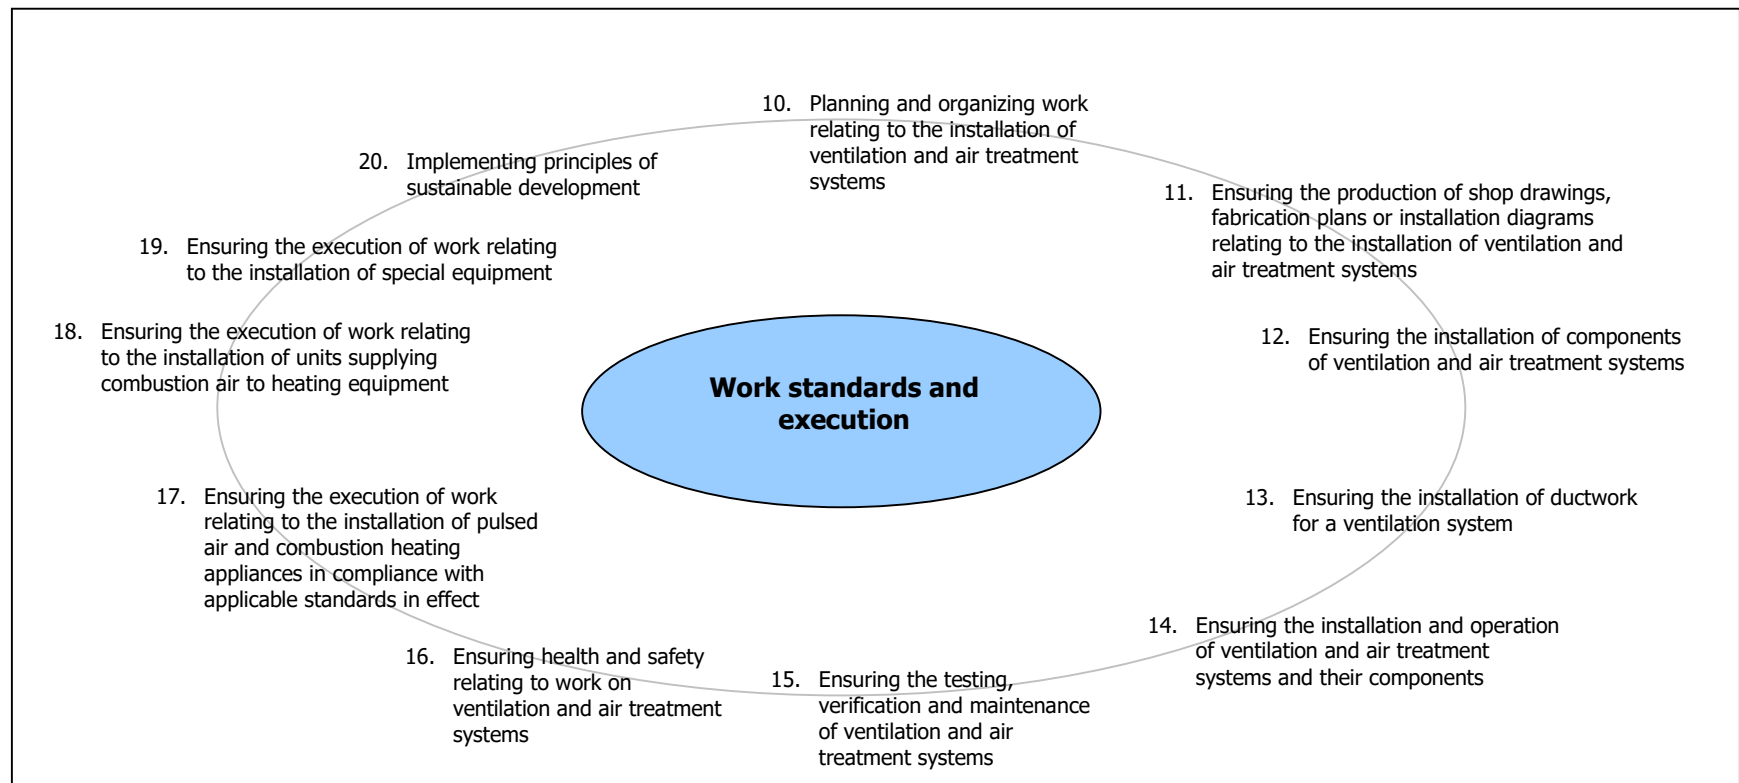 10. Planning and organizing work
relating to the installation of
ventilation and air treatment
systems
11. Ensuring the production of shop drawings,
fabrication plans or installation diagrams
relating to the installation of ventilation and
air treatment systems
12. Ensuring the installation of components
of ventilation and air treatment systems
13. Ensuring the installation of ductwork
for a ventilation system
14. Ensuring the installation and operation
of ventilation and air treatment
systems and their components
15. Ensuring the testing,
verification and maintenance
of ventilation and air
treatment systems
16. Ensuring health and safety
relating to work on
ventilation and air treatment
systems
17. Ensuring the execution of work
relating to the installation of pulsed
air and combustion heating
appliances in compliance with
applicable standards in effect
18. Ensuring the execution of work relating
to the installation of units supplying
combustion air to heating equipment
19. Ensuring the execution of work relating
to the installation of special equipment
20. Implementing principles of
sustainable development
Work standards and
execution